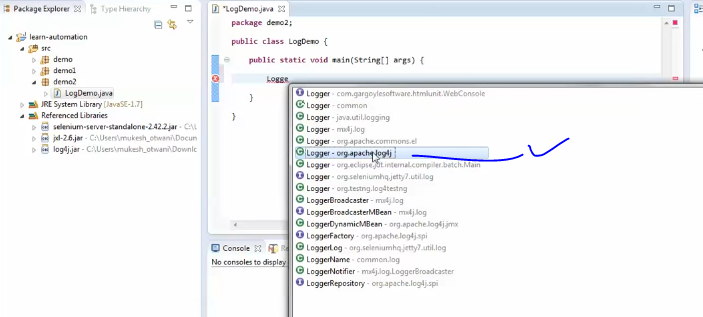 Package Explorer
Type Hierarchy
learn-automation
src
demo
demo1
demo2
LogDemo.java
JRE System Library [JavaSE-1.7]
Referenced Libraries
selenium-server-standalone-2.42.2.jar - C:\U
jxl-2.6.jar - C:\Users\mukesh_otwani\Docum
log4j.jar - C:\Users\mukesh_otwani\Downl
*LogDemo.java
package demo2;
public class LogDemo {
public static void main(String[] args) {
Logge
}
}
Logger - com.gargoylesoftware.htmlunit.WebConsole
Logger - common
Logger - java.util.logging
Logger - mx4j.log
Logger - org.apache.commons.el
Logger - org.apache.log4j
Logger - org.eclipse.jdt.internal.compiler.batch.Main
Logger - org.seleniumhq.jetty7.util.log
Logger - org.testng.log4testng
LoggerBroadcaster - mx4j.log
LoggerBroadcasterMBean - mx4j.log
LoggerDynamicMBean - org.apache.log4j.jmx
LoggerFactory - org.apache.log4j.spi
LoggerLog - org.seleniumhq.jetty7.util.log
LoggerName - common.log
LoggerNotifier - mx4j.log.LoggerBroadcaster
LoggerRepository - org.apache.log4j.spi
Console
Re
No consoles to display